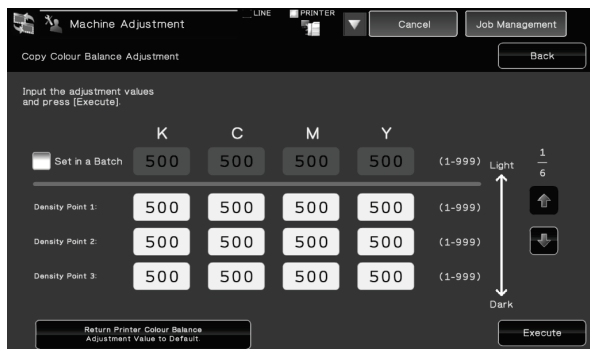 LINE PRINTER
Machine Adjustment Cancel Job Management
Copy Colour Balance Adjustment Back
Input the adjustment values
and press [Execute].
K C M Y
Set in a Batch 500 500 500 500 (1-999) Light 1
6
Density Point 1: 500 500 500 500 (1-999)
Density Point 2: 500 500 500 500 (1-999)
Density Point 3: 500 500 500 500 (1-999)
Dark
Return Printer Colour Balance
Adjustment Value to Default.
Execute